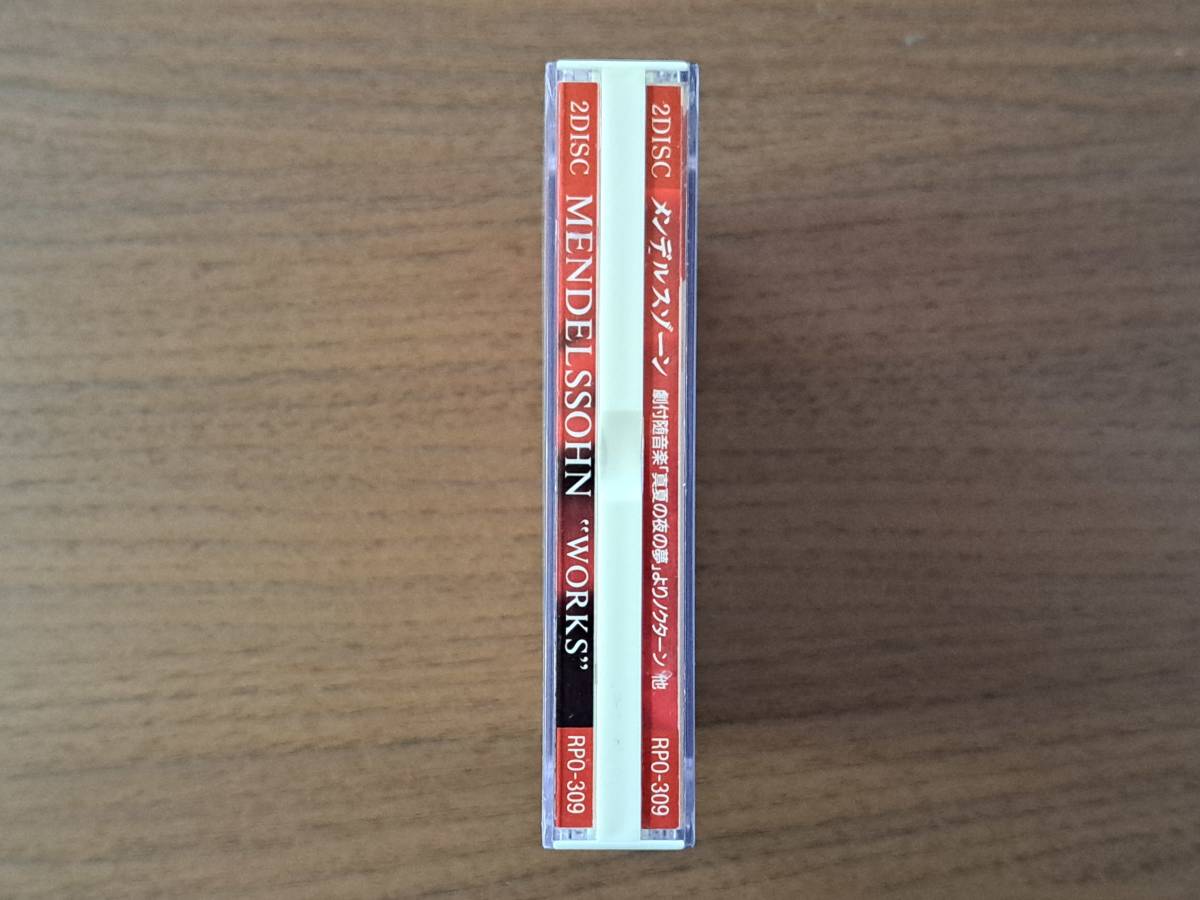 2DISC メンデルスゾーン 劇付随音楽「真夏の夜の夢」よりノクターン 他 RPO-309
2DISC MENDELSSOHN “WORKS” RPO-309